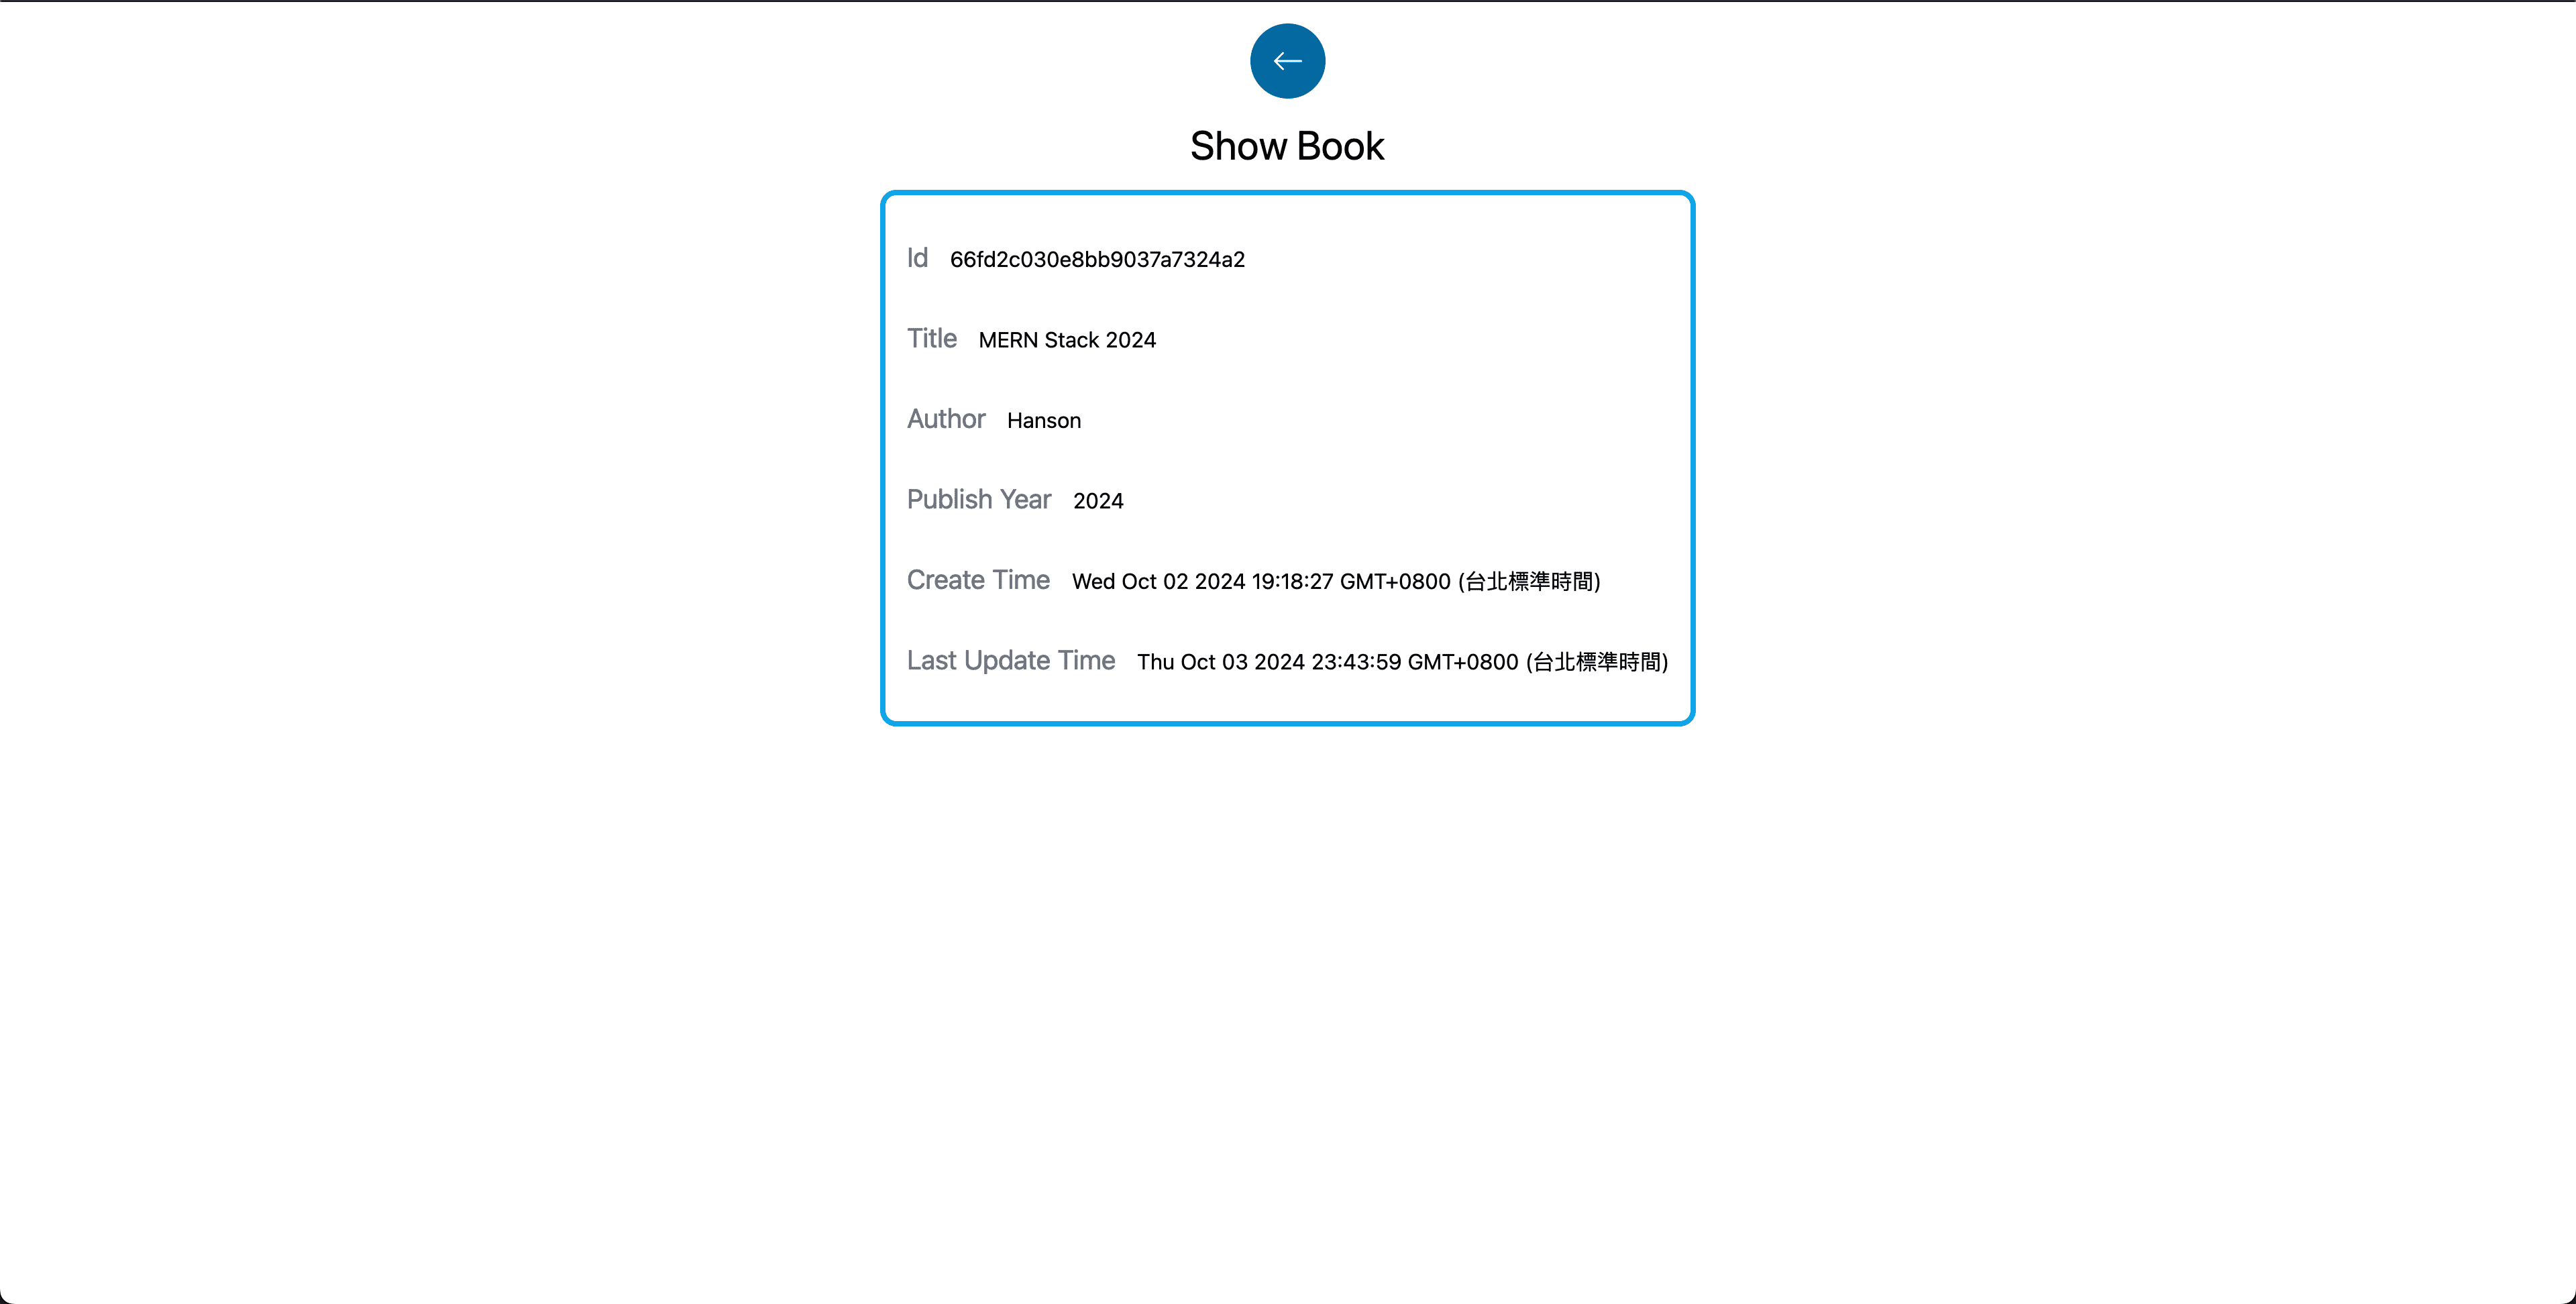 Show Book
Id 66fd2c030e8bb9037a7324a2
Title MERN Stack 2024
Author Hanson
Publish Year 2024
Create Time Wed Oct 02 2024 19:18:27 GMT+0800 (台北標準時間)
Last Update Time Thu Oct 03 2024 23:43:59 GMT+0800 (台北標準時間)